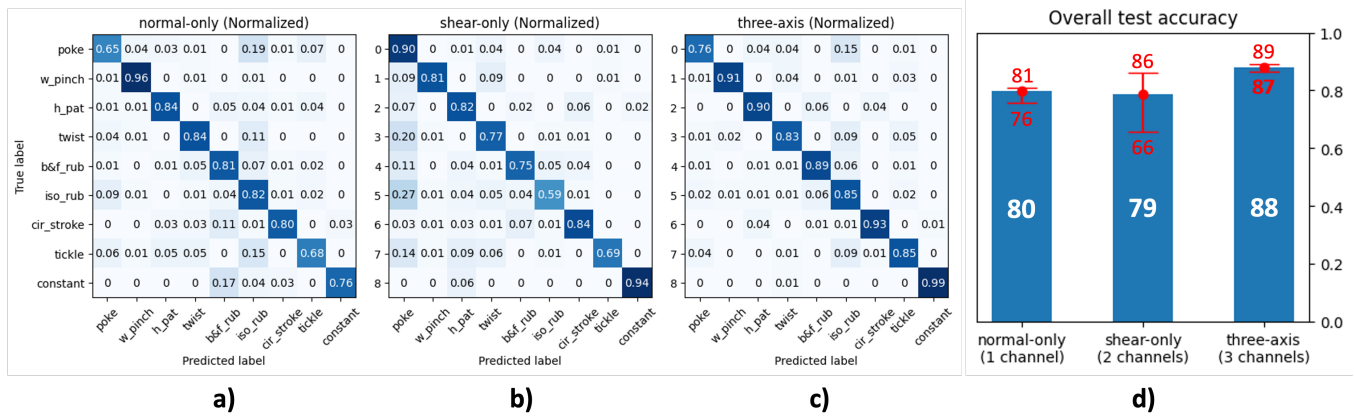 normal-only (Normalized)
True label
poke 0.65 0.04 0.03 0.01 0 0.19 0.01 0.07 0
w_pinch 0.01 0.96 0 0.01 0 0.01 0 0 0
h_pat 0.01 0.01 0.84 0 0.05 0.04 0.01 0.04 0
twist 0.04 0.01 0 0.84 0 0.11 0 0 0
b&f_rub 0.01 0 0.01 0.05 0.81 0.07 0.01 0.02 0
iso_rub 0.09 0.01 0 0.01 0.04 0.82 0.01 0.02 0
cir_stroke 0 0 0.03 0.03 0.11 0.01 0.80 0 0.03
tickle 0.06 0.01 0.05 0.05 0 0.15 0 0.68 0
constant 0 0 0 0 0.17 0.04 0.03 0 0.76
poke w_pinch h_pat twist b&f_rub iso_rub cir_stroke tickle constant
Predicted label
a)
shear-only (Normalized)
0 0.90 0 0.01 0.04 0 0.04 0 0.01 0
1 0.09 0.81 0 0.09 0 0 0 0.01 0
2 0.07 0 0.82 0 0.02 0 0.06 0 0.02
3 0.20 0 0 0.77 0 0.01 0.01 0 0
4 0.11 0 0.04 0.01 0.75 0.05 0.04 0 0
5 0.27 0.01 0.04 0.05 0.04 0.59 0 0 0
6 0.03 0.01 0.03 0.01 0.07 0.01 0.84 0 0
7 0.14 0 0.09 0.06 0 0.01 0 0.69 0
8 0 0 0.06 0 0 0 0 0 0.94
poke w_pinch h_pat twist b&f_rub iso_rub cir_stroke tickle constant
Predicted label
b)
three-axis (Normalized)
0 0.76 0 0.04 0.04 0 0.15 0 0.01 0
1 0.01 0.91 0 0.04 0 0.01 0 0.03 0
2 0 0 0.90 0 0.06 0 0.04 0 0
3 0.01 0.02 0 0.83 0 0.09 0 0.05 0
4 0.01 0 0 0.01 0.89 0.06 0 0.01 0
5 0.02 0.01 0 0.01 0.06 0.85 0 0.02 0
6 0 0 0.04 0 0.01 0 0.93 0 0.01
7 0.04 0 0 0.01 0 0.09 0.01 0.85 0
8 0 0 0 0.01 0 0 0 0 0.99
poke w_pinch h_pat twist b&f_rub iso_rub cir_stroke tickle constant
Predicted label
c)
Overall test accuracy
1.0
0.8
0.6
0.4
0.2
0.0
81
76
80
86
66
79
89
87
88
normal-only
(1 channel)
shear-only
(2 channels)
three-axis
(3 channels)
d)